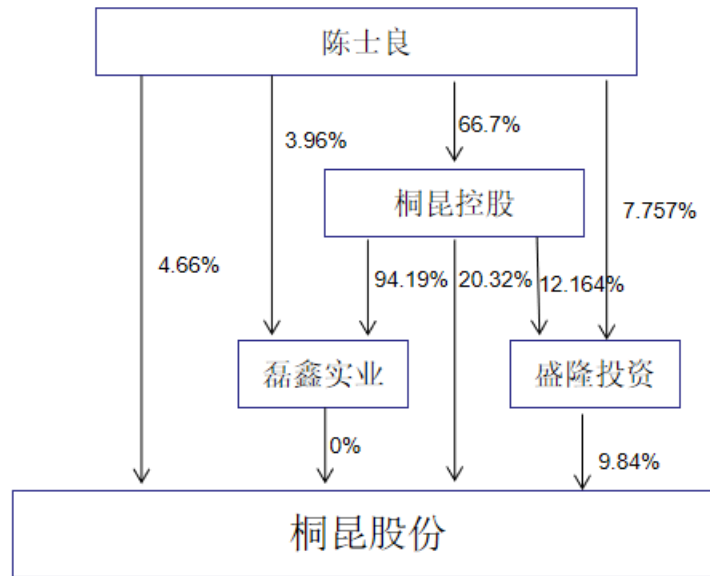 陈士良
66.7%
3.96%
桐昆控股
7.757%
4.66%
94.19%
20.32%
12.164%
磊鑫实业
盛隆投资
0%
9.84%
桐昆股份